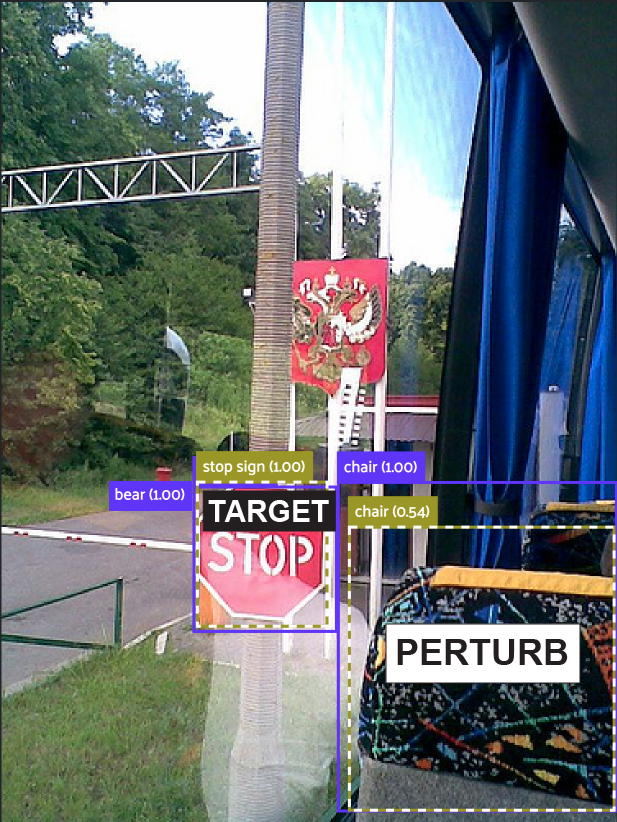 stop sign (1.00)
chair (1.00)
bear (1.00)
TARGET
chair (0.54)
STOP
PERTURB